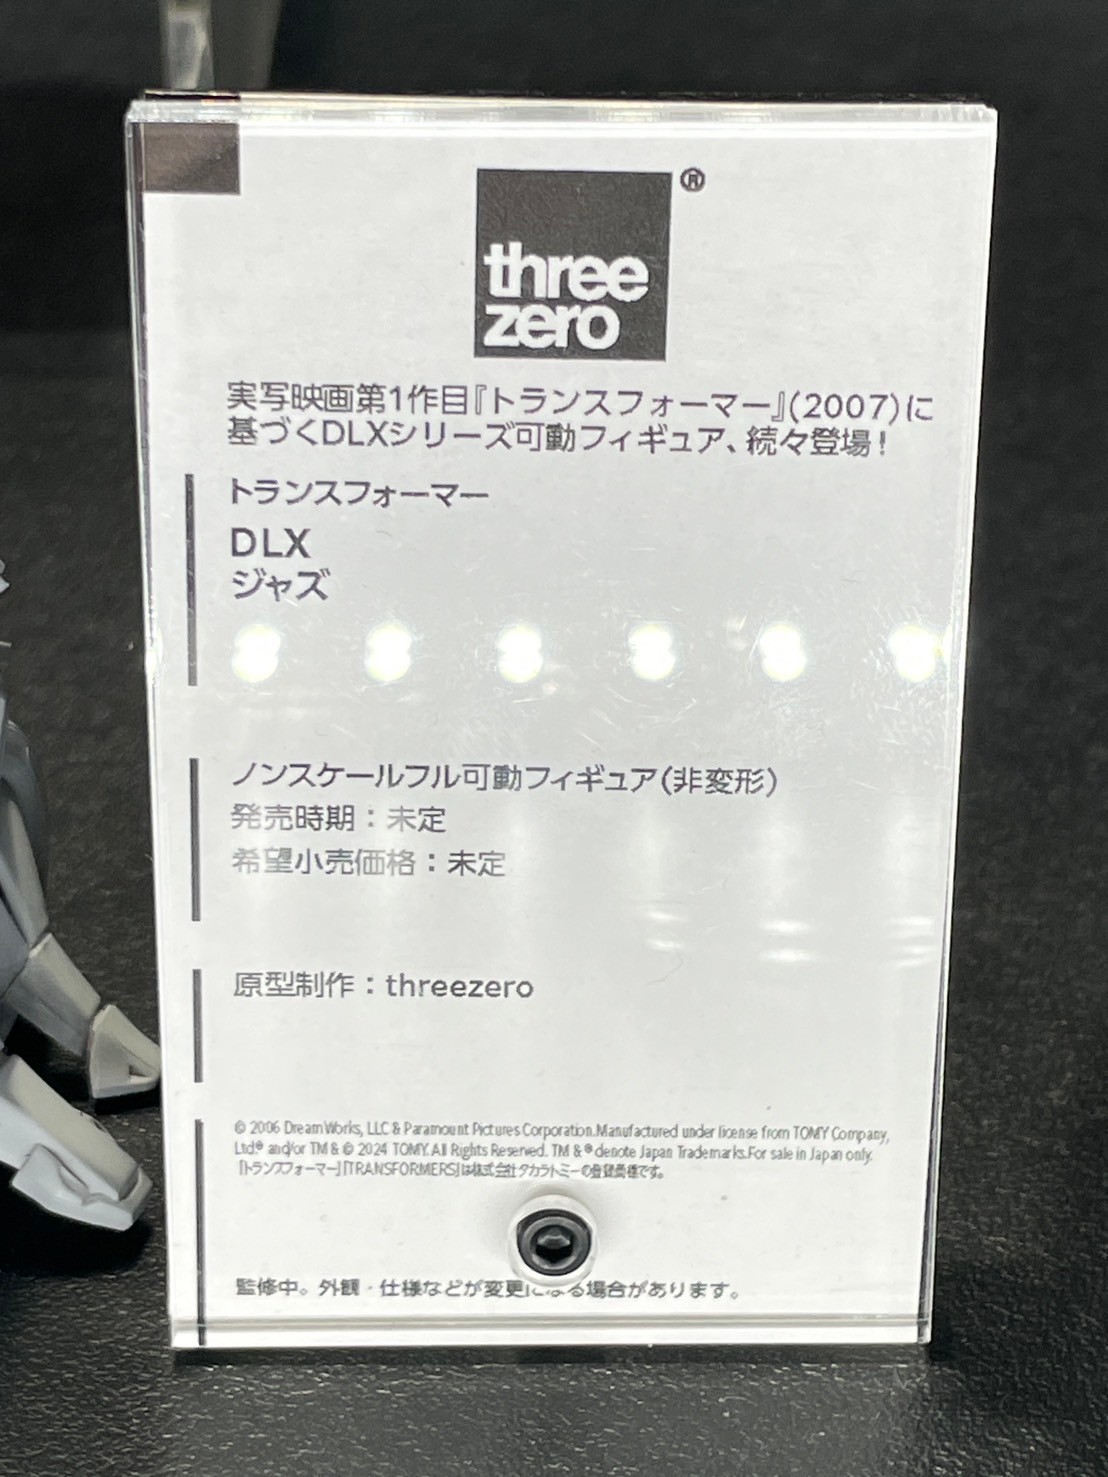 three
zero
®
実写映画第1作目『トランスフォーマー』(2007)に
基づくDLXシリーズ可動フィギュア、続々登場！
トランスフォーマー
DLX
ジャズ
ノンスケールフル可動フィギュア(非変形)
発売時期：未定
希望小売価格：未定
原型制作：threezero
© 2006 DreamWorks, LLC & Paramount Pictures Corporation.Manufactured under license from TOMY Company,
Ltd.® and/or TM & © 2024 TOMY.All Rights Reserved. TM & ® denote Japan Trademarks.For sale in Japan only.
「トランスフォーマー」「TRANSFORMERS」は株式会社タカラトミーの登録商標です。
監修中。外観・仕様などが変更になる場合があります。